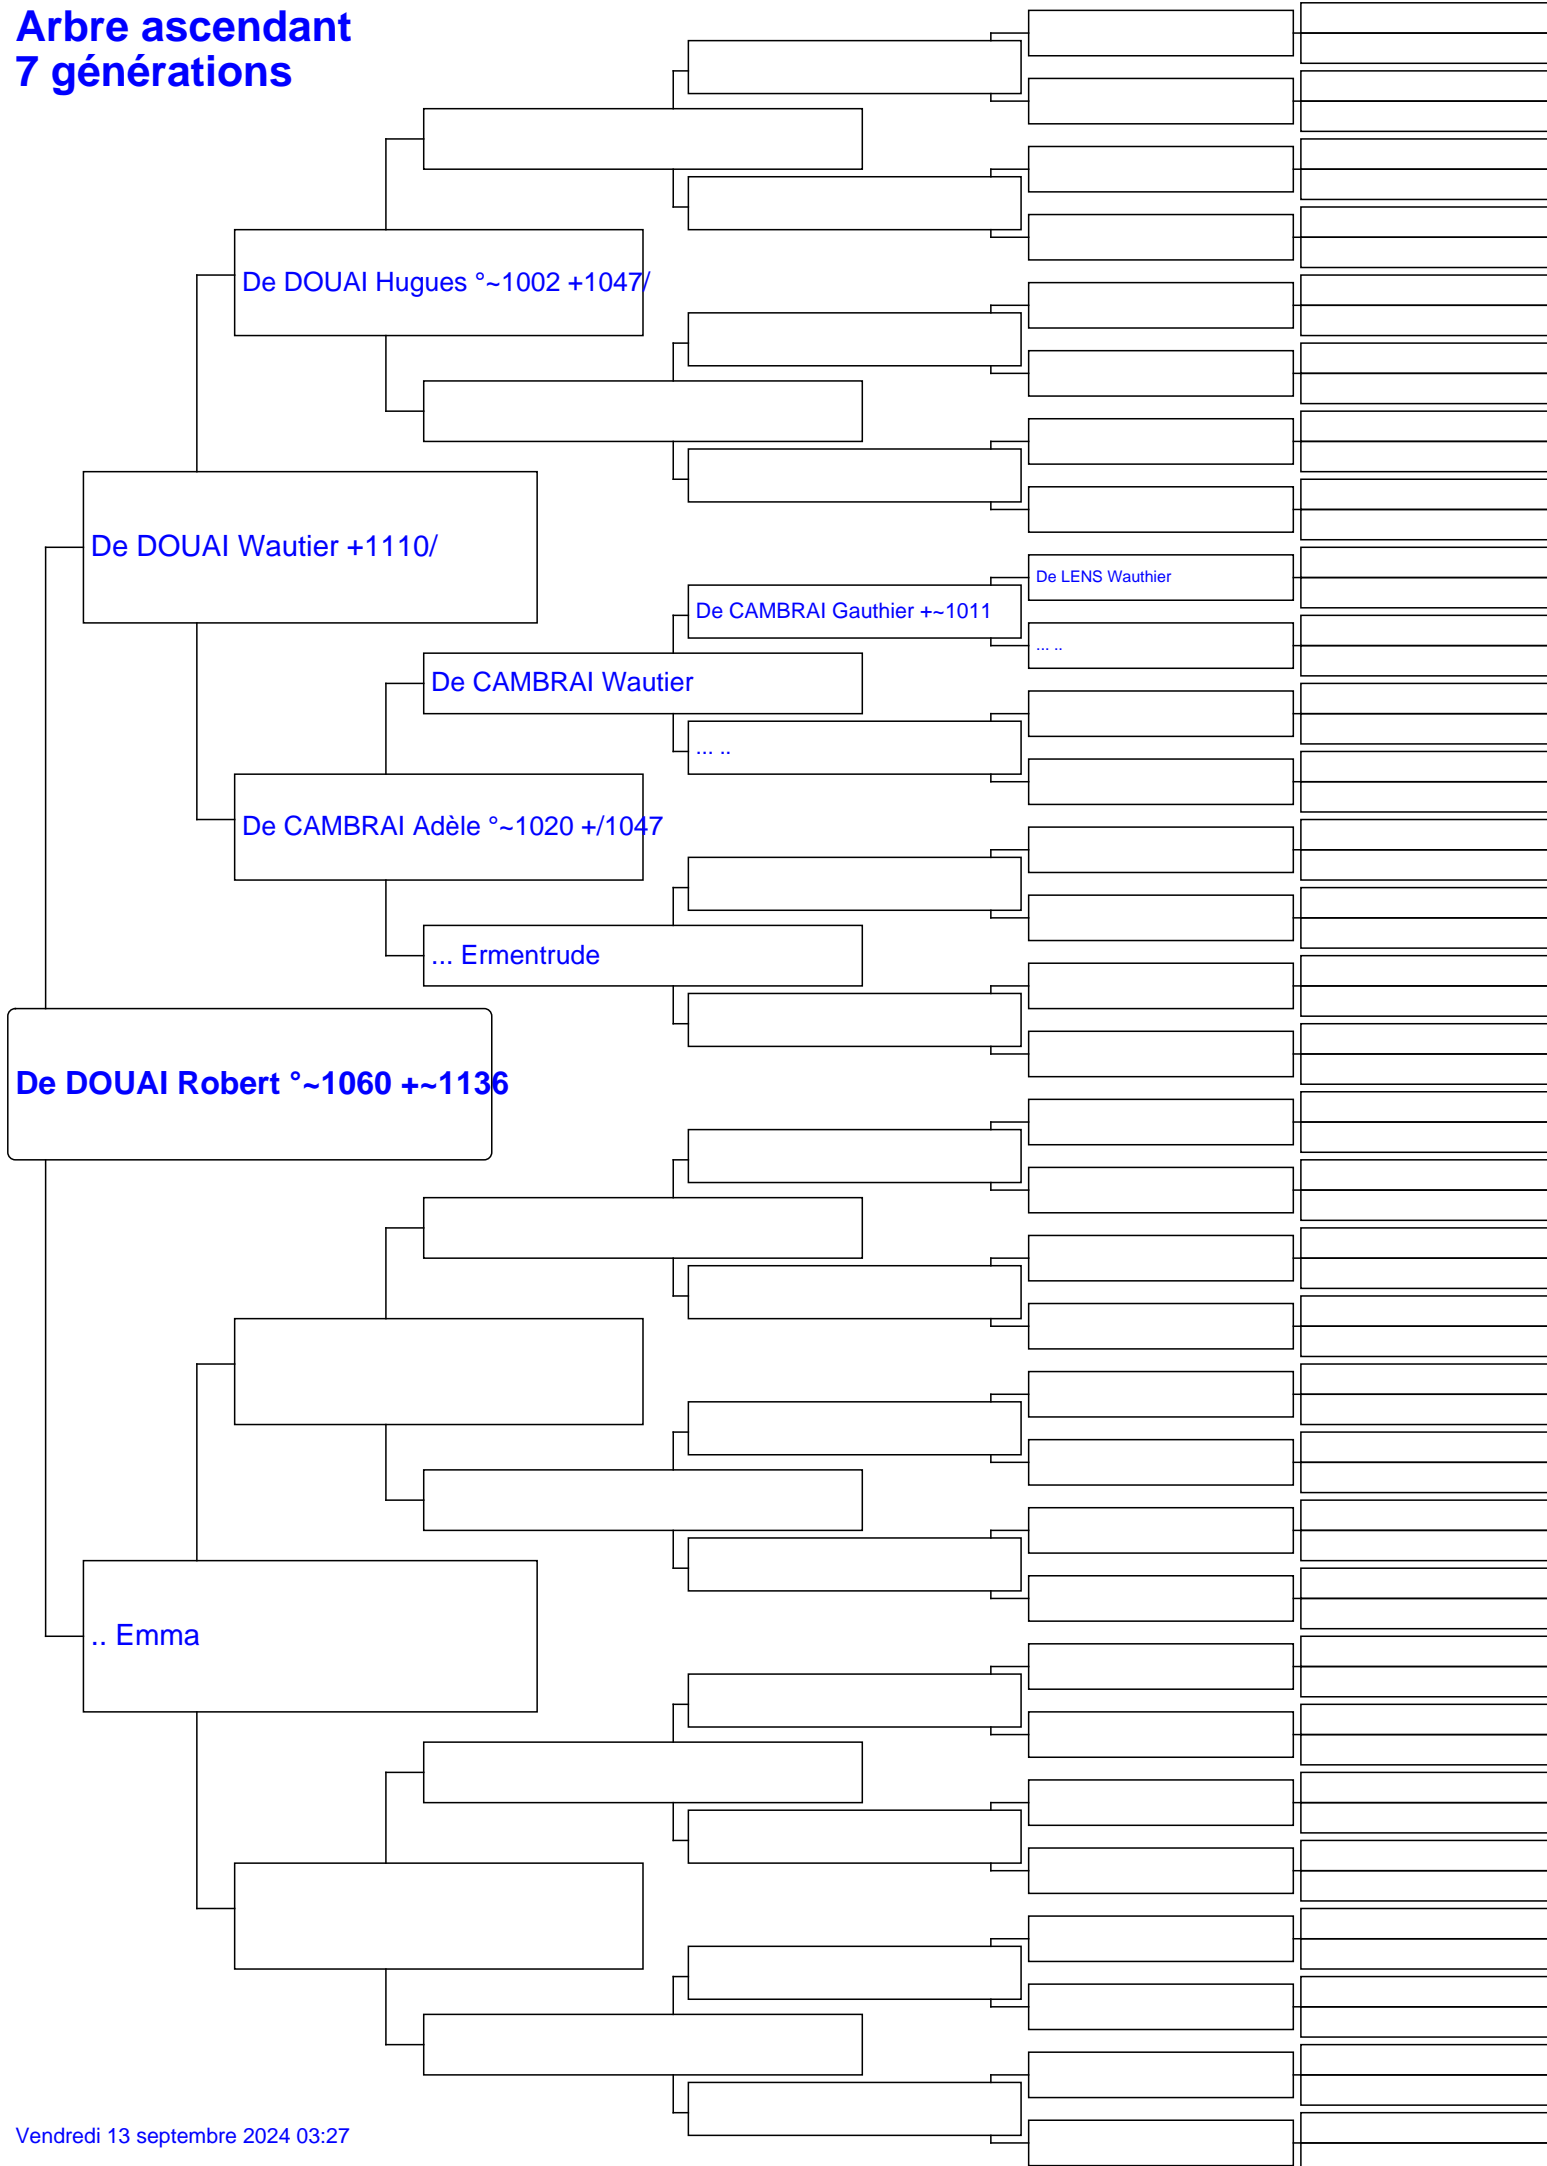 Arbre ascendant
7 générations
De DOUAI Hugues °~1002 +1047/
De DOUAI Wautier +1110/
De LENS Wauthier
De CAMBRAI Gauthier +~1011
... ..
De CAMBRAI Wautier
... ..
De CAMBRAI Adèle °~1020 +/1047
... Ermentrude
De DOUAI Robert °~1060 +~1136
.. Emma
Vendredi 13 septembre 2024 03:27